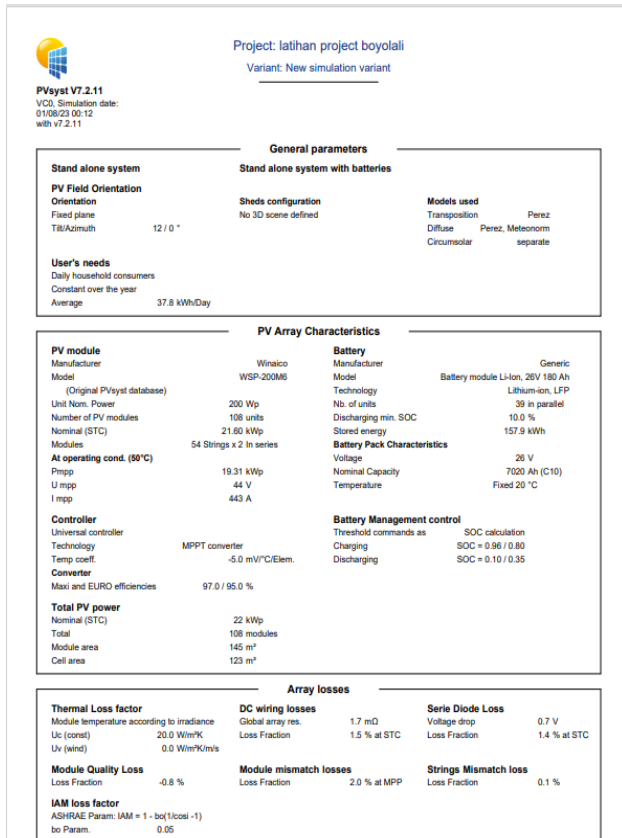 Project: latihan project boyolali
Variant: New simulation variant
PVsyst V7.2.11
VC0, Simulation date:
01/08/23 00:12
with v7.2.11
General parameters
Stand alone system Stand alone system with batteries
PV Field Orientation
Orientation Sheds configuration Models used
Fixed plane No 3D scene defined Transposition Perez
Tilt/Azimuth 12 / 0 ° Diffuse Perez, Meteonorm
Circumsolar separate
User's needs
Daily household consumers
Constant over the year
Average 37.8 kWh/Day
PV Array Characteristics
PV module Battery
Manufacturer Winaico Manufacturer Generic
Model WSP-200M6 Model Battery module Li-Ion, 26V 180 Ah
(Original PVsyst database) Technology Lithium-ion, LFP
Unit Nom. Power 200 Wp Nb. of units 39 in parallel
Number of PV modules 108 units Discharging min. SOC 10.0 %
Nominal (STC) 21.60 kWp Stored energy 157.9 kWh
Modules 54 Strings x 2 In series Battery Pack Characteristics
At operating cond. (50°C) Voltage 26 V
Pmpp 19.31 kWp Nominal Capacity 7020 Ah (C10)
U mpp 44 V Temperature Fixed 20 °C
I mpp 443 A
Controller Battery Management control
Universal controller Threshold commands as SOC calculation
Technology MPPT converter Charging SOC = 0.96 / 0.80
Temp coeff. -5.0 mV/°C/Elem. Discharging SOC = 0.10 / 0.35
Converter
Maxi and EURO efficiencies 97.0 / 95.0 %
Total PV power
Nominal (STC) 22 kWp
Total 108 modules
Module area 145 m²
Cell area 123 m²
Array losses
Thermal Loss factor DC wiring losses Serie Diode Loss
Module temperature according to irradiance Global array res. 1.7 mΩ Voltage drop 0.7 V
Uc (const) 20.0 W/m²K Loss Fraction 1.5 % at STC Loss Fraction 1.4 % at STC
Uv (wind) 0.0 W/m²K/m/s
Module Quality Loss Module mismatch losses Strings Mismatch loss
Loss Fraction -0.8 % Loss Fraction 2.0 % at MPP Loss Fraction 0.1 %
IAM loss factor
ASHRAE Param: IAM = 1 - bo(1/cosi -1)
bo Param. 0.05